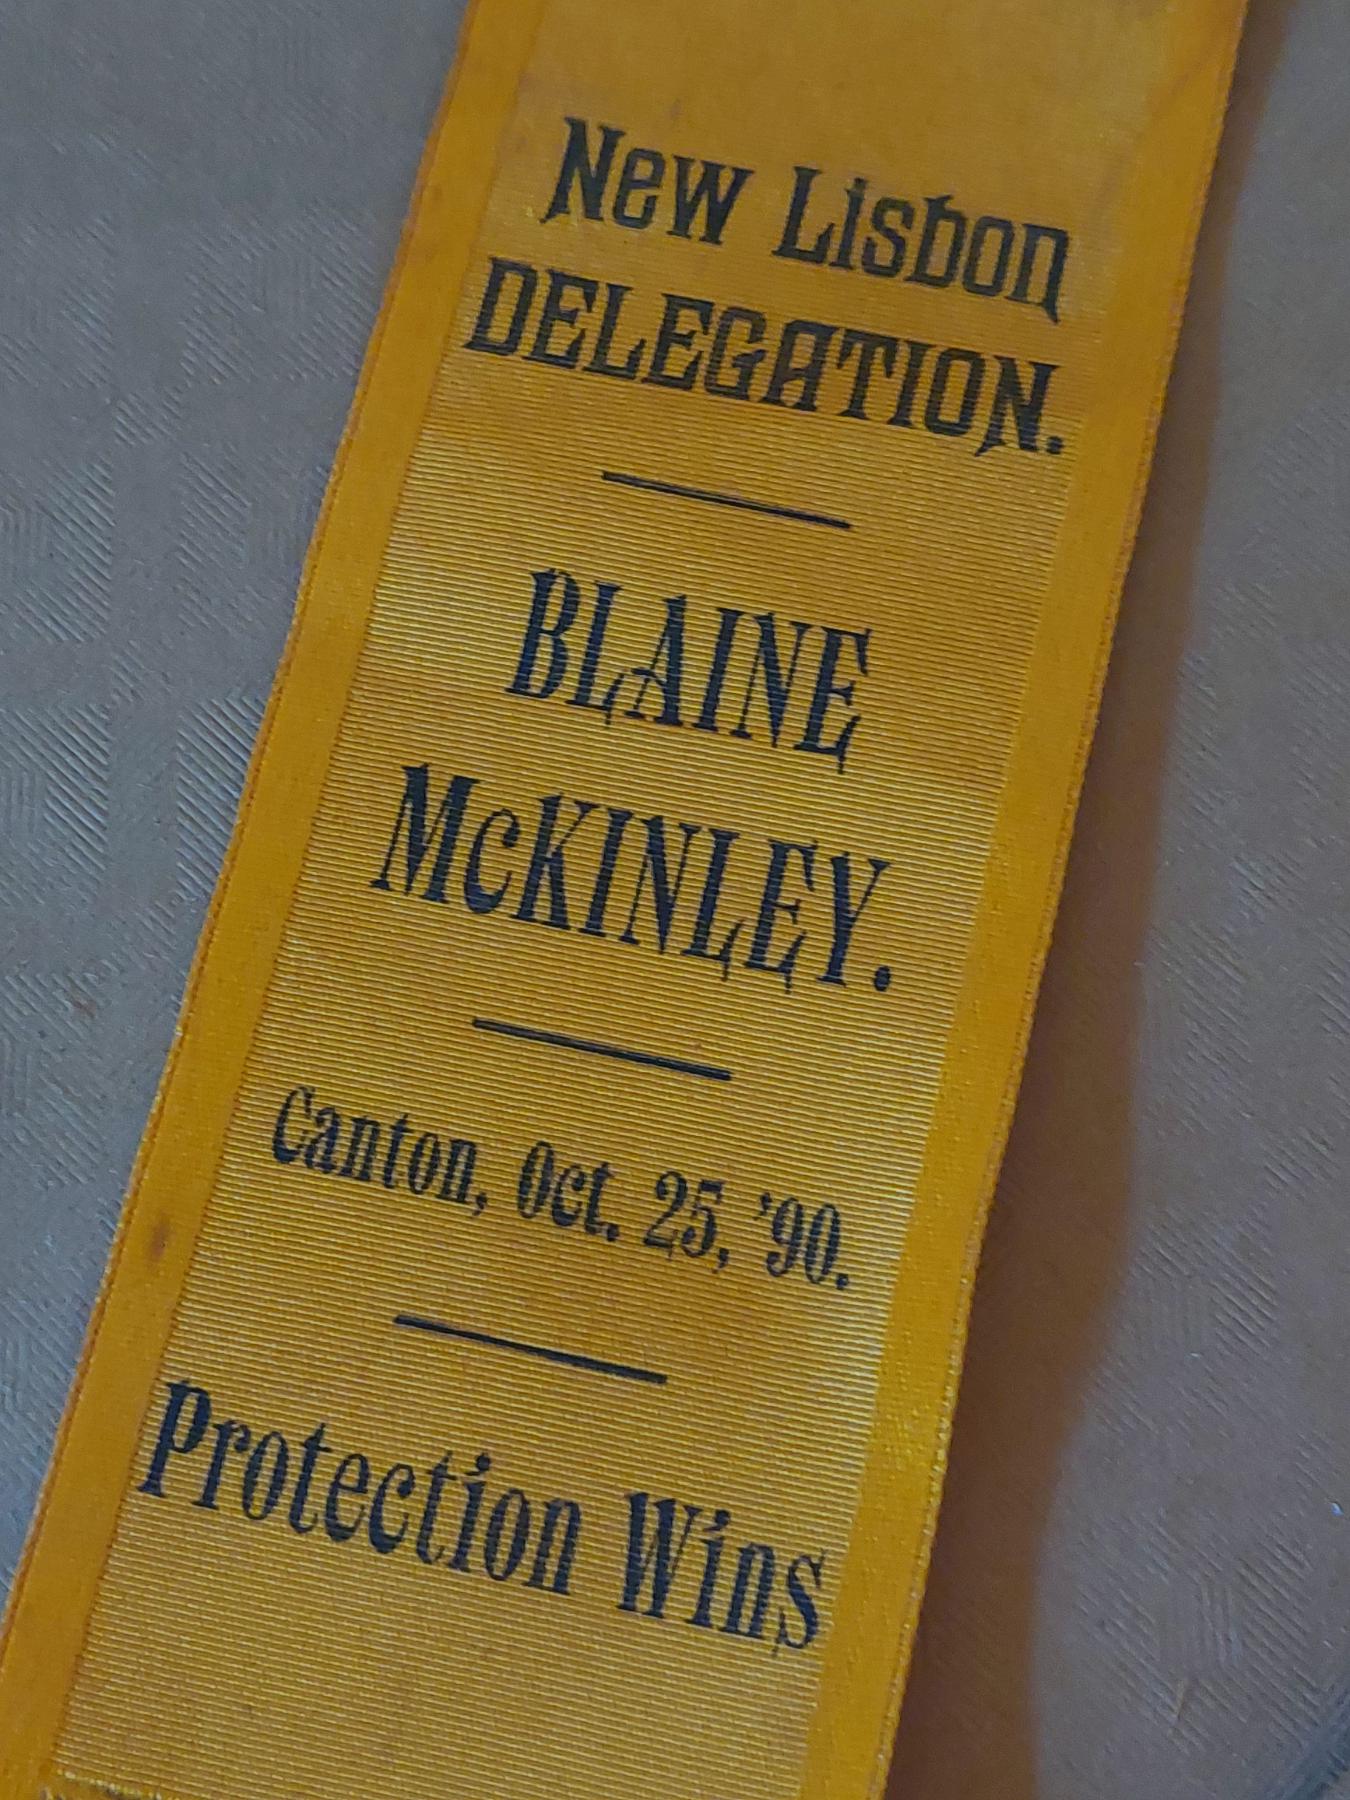 New Lisbon
DELEGATION.
BLAINE
McKINLEY.
Canton, Oct. 25, '90.
Protection Wins